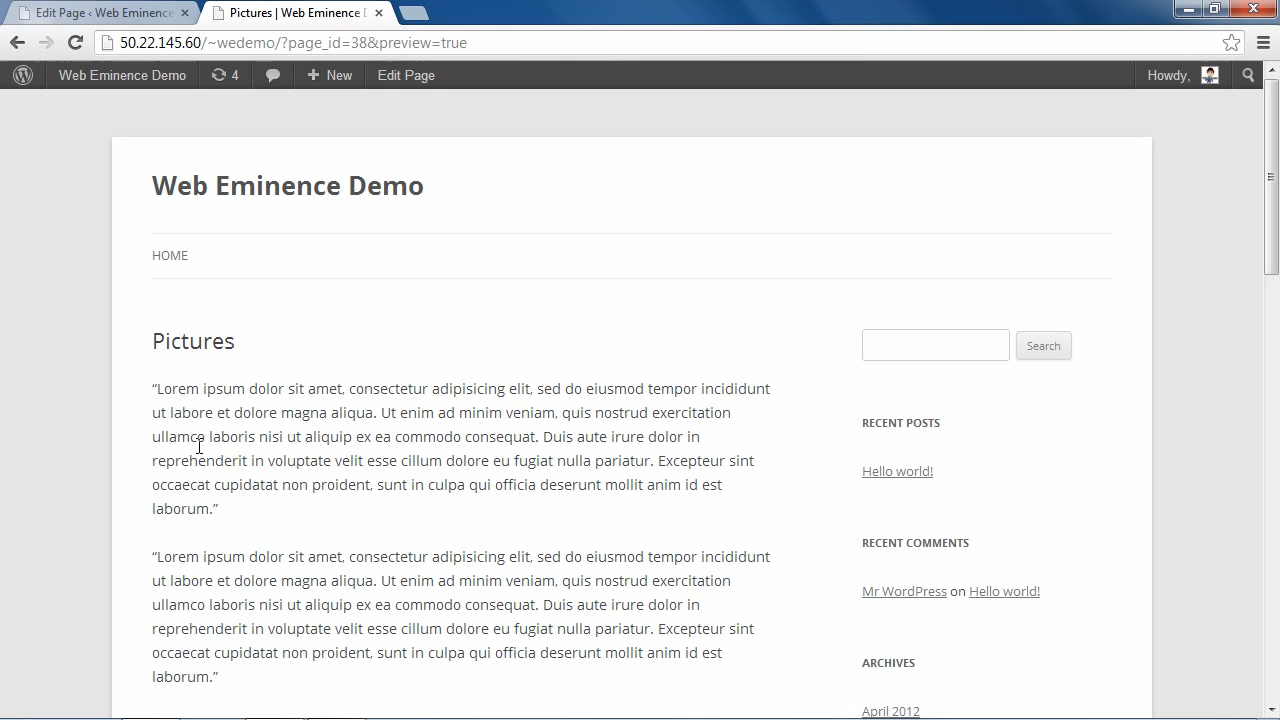 Edit Page ‹ Web Eminence
Pictures | Web Eminence
50.22.145.60/~wedemo/?page_id=38&preview=true
Web Eminence Demo
4
New
Edit Page
Howdy,
Web Eminence Demo
HOME
Pictures
“Lorem ipsum dolor sit amet, consectetur adipisicing elit, sed do eiusmod tempor incididunt
ut labore et dolore magna aliqua. Ut enim ad minim veniam, quis nostrud exercitation
ullamco laboris nisi ut aliquip ex ea commodo consequat. Duis aute irure dolor in
reprehenderit in voluptate velit esse cillum dolore eu fugiat nulla pariatur. Excepteur sint
occaecat cupidatat non proident, sunt in culpa qui officia deserunt mollit anim id est
laborum.”
“Lorem ipsum dolor sit amet, consectetur adipisicing elit, sed do eiusmod tempor incididunt
ut labore et dolore magna aliqua. Ut enim ad minim veniam, quis nostrud exercitation
ullamco laboris nisi ut aliquip ex ea commodo consequat. Duis aute irure dolor in
reprehenderit in voluptate velit esse cillum dolore eu fugiat nulla pariatur. Excepteur sint
occaecat cupidatat non proident, sunt in culpa qui officia deserunt mollit anim id est
laborum.”
Search
RECENT POSTS
Hello world!
RECENT COMMENTS
Mr WordPress on Hello world!
ARCHIVES
April 2012